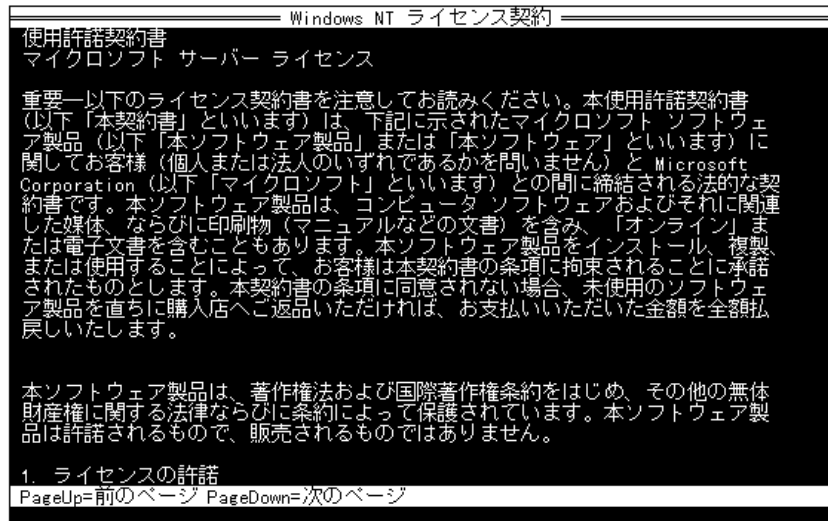 Windows NT ライセンス契約
使用許諾契約書
マイクロソフト サーバー ライセンス
重要―以下のライセンス契約書を注意してお読みください。本使用許諾契約書
(以下「本契約書」といいます) は、下記に示されたマイクロソフト ソフトウェ
ア製品 (以下「本ソフトウェア製品」または「本ソフトウェア」といいます) に
関してお客様 (個人または法人のいずれであるかを問いません) と Microsoft
Corporation (以下「マイクロソフト」といいます) との間に締結される法的な契
約書です。本ソフトウェア製品は、コンピュータ ソフトウェアおよびそれに関連
した媒体、ならびに印刷物 (マニュアルなどの文書) を含み、「オンライン」ま
たは電子文書を含むこともあります。本ソフトウェア製品をインストール、複製、
または使用することによって、お客様は本契約書の条項に拘束されることに承諾
されたものとします。本契約書の条項に同意されない場合、未使用のソフトウェ
ア製品を直ちに購入店へご返品いただければ、お支払いいただいた金額を全額払
戻しいたします。
本ソフトウェア製品は、著作権法および国際著作権条約をはじめ、その他の無体
財産権に関する法律ならびに条約によって保護されています。本ソフトウェア製
品は許諾されるもので、販売されるものではありません。
1. ライセンスの許諾
PageUp=前のページ PageDown=次のページ